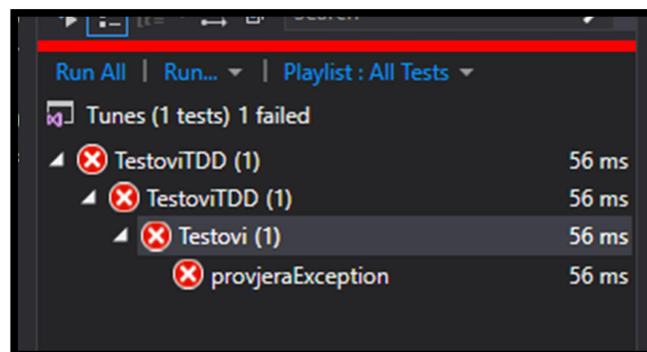 Search
Run All | Run... | Playlist : All Tests
Tunes (1 tests) 1 failed
TestoviTDD (1) 56 ms
TestoviTDD (1) 56 ms
Testovi (1) 56 ms
provjeraException 56 ms